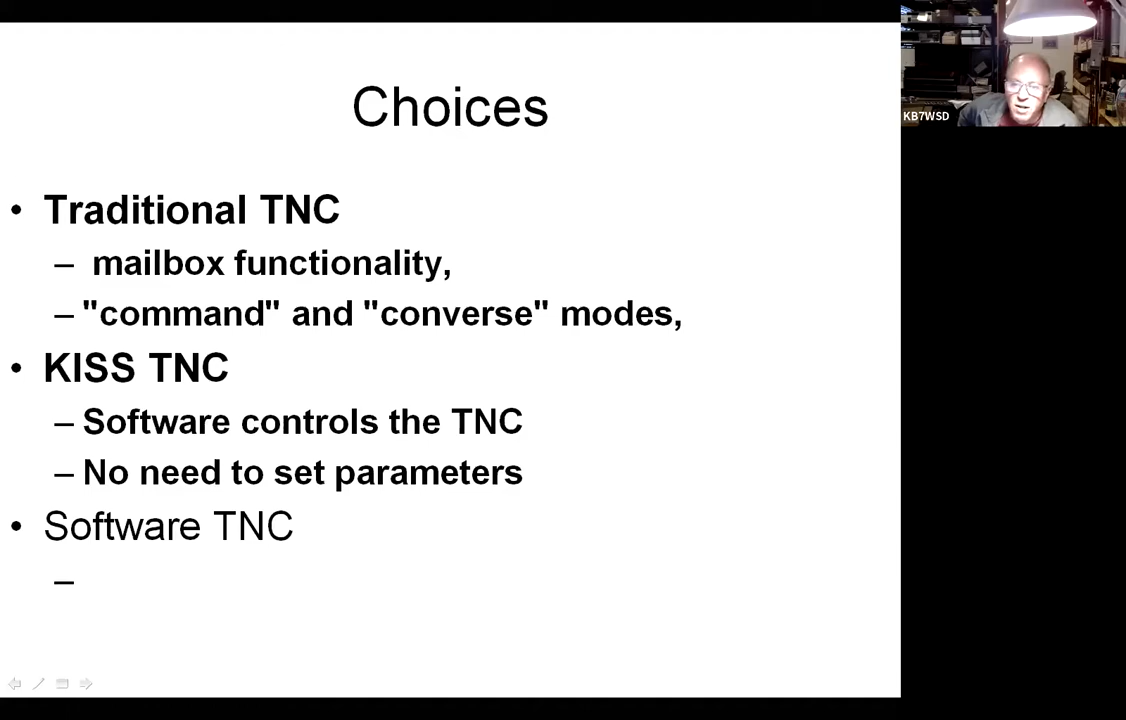 Choices
• Traditional TNC
– mailbox functionality,
– "command" and "converse" modes,
• KISS TNC
– Software controls the TNC
– No need to set parameters
• Software TNC
–
KB7WSD